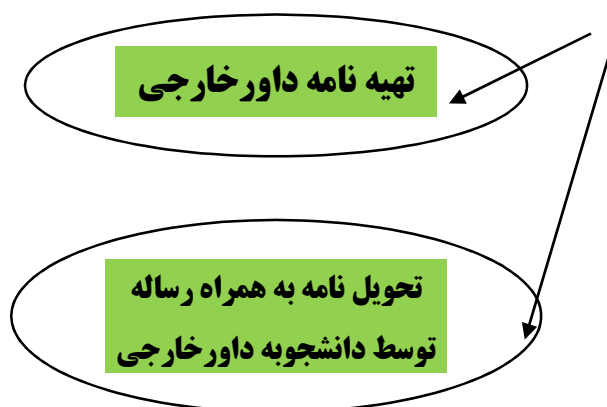 تهیه نامه داورخارجی
تحویل نامه به همراه رساله
توسط دانشجوبه داورخارجی